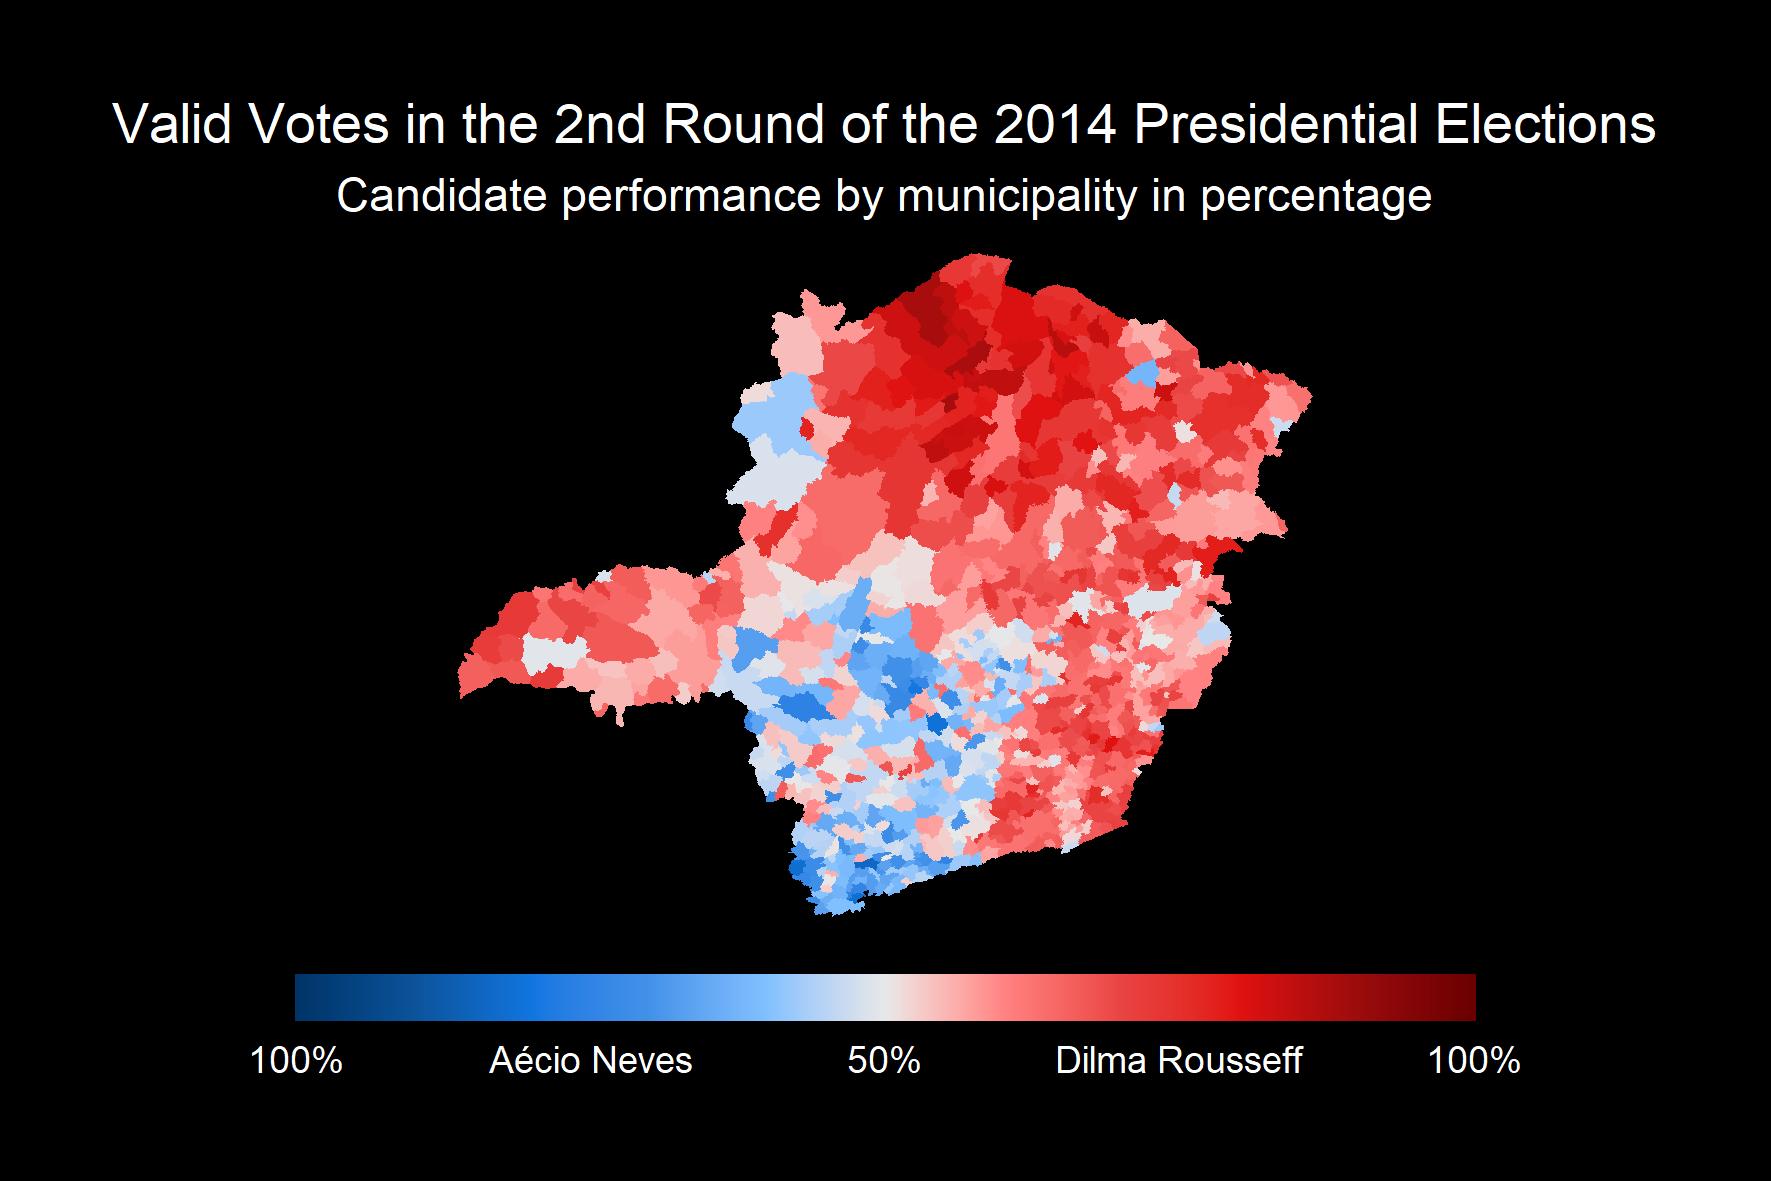 Valid Votes in the 2nd Round of the 2014 Presidential Elections
Candidate performance by municipality in percentage
100% Aécio Neves 50% Dilma Rousseff 100%